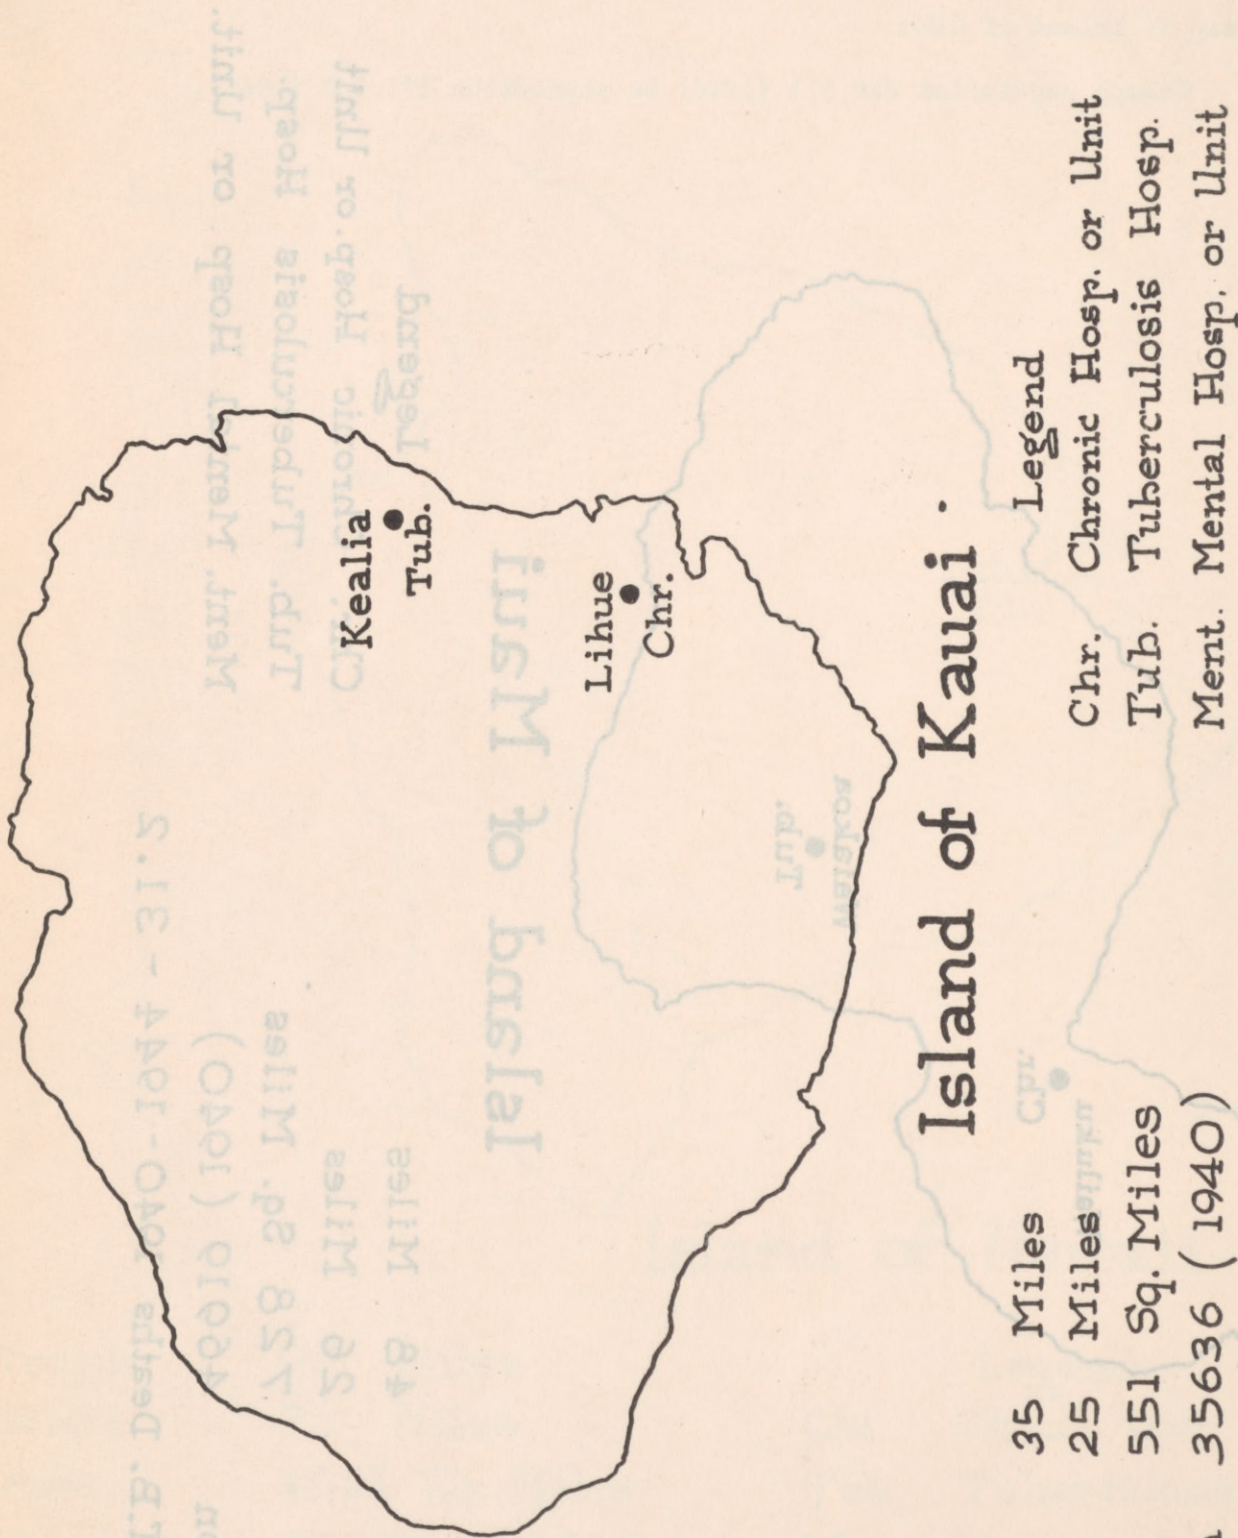 Kealia
Tub.
Lihue
Chr.
Island of Kauai
35 Miles Legend
25 Miles Chr. Chronic Hosp. or Unit
551 Sq. Miles Tub. Tuberculosis Hosp.
35636 (1940) Ment. Mental Hosp. or Unit